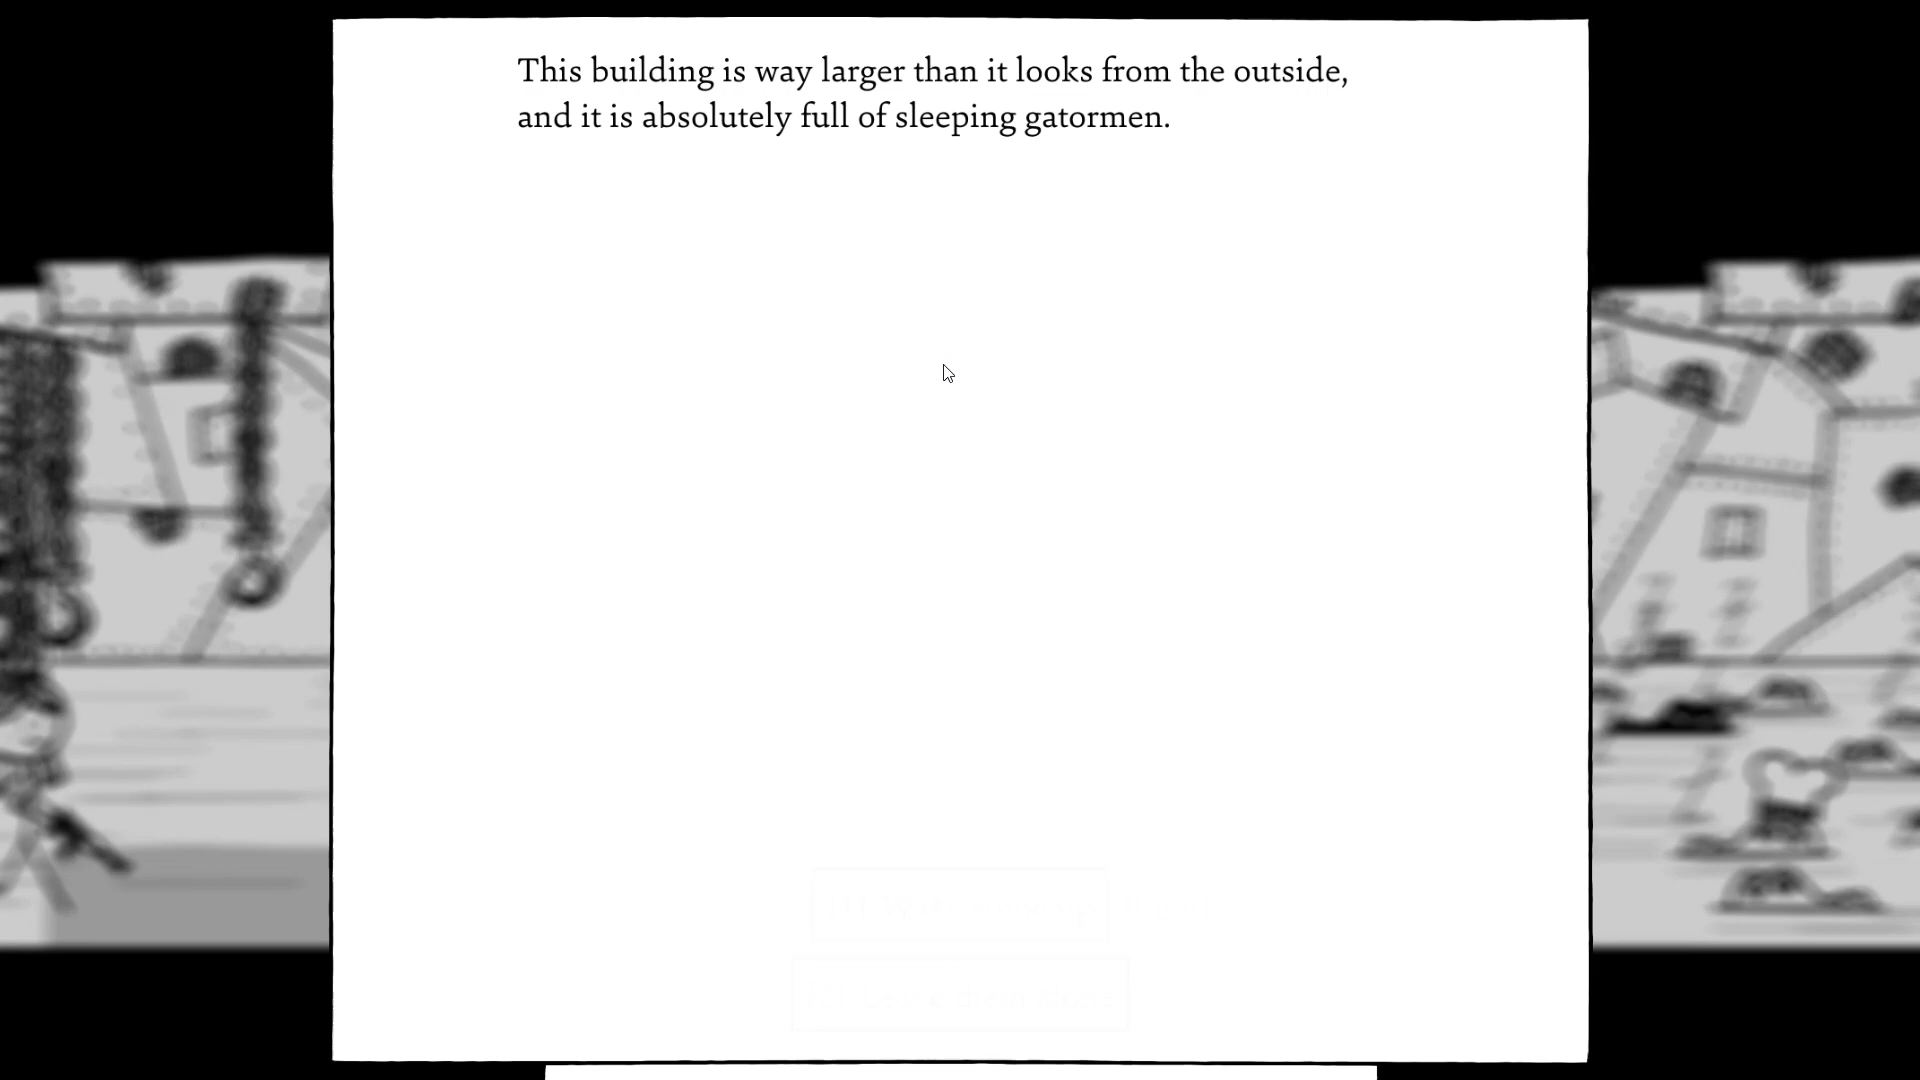 This building is way larger than it looks from the outside,
and it is absolutely full of sleeping gatormen.